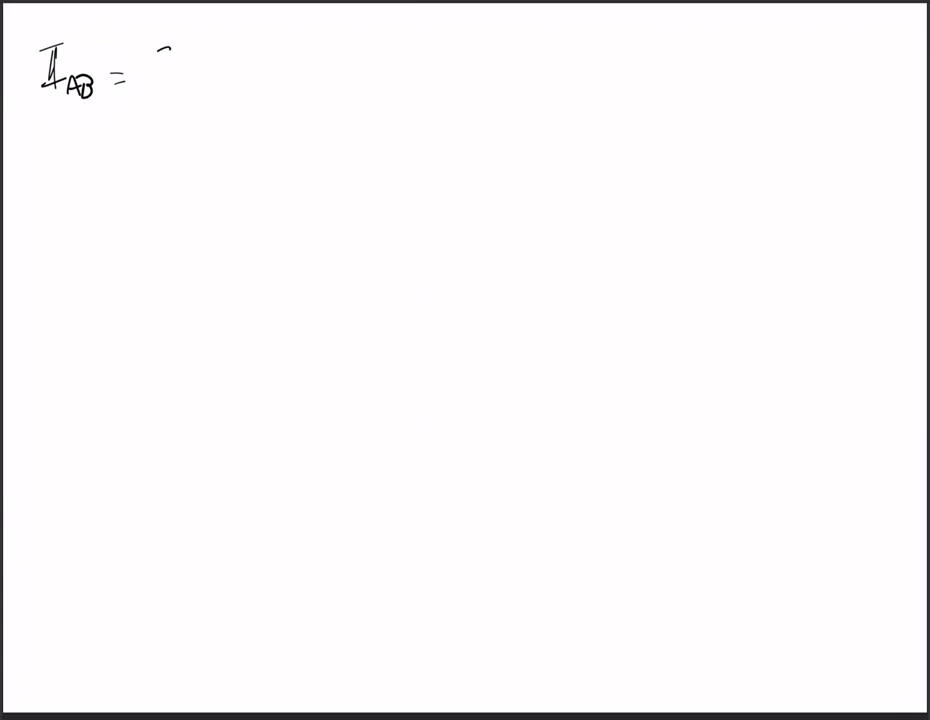 𝕀_AB =